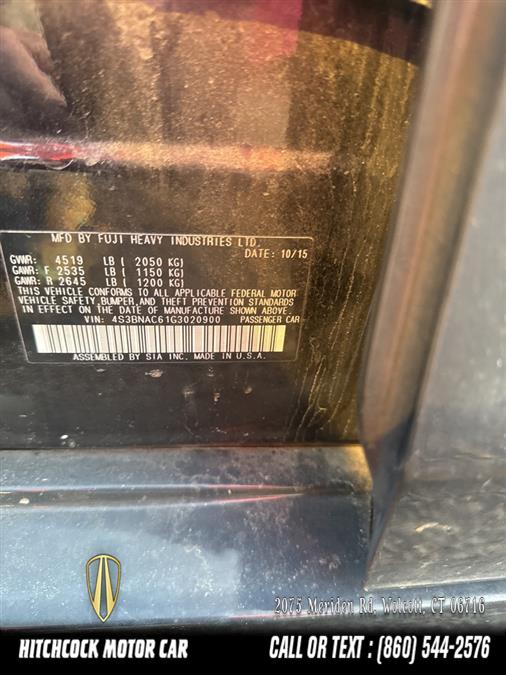 MFD BY FUJI HEAVY INDUSTRIES LTD.
DATE: 10/15
GVWR: 4519 LB ( 2050 KG)
GAWR: F 2535 LB ( 1150 KG)
GAWR: R 2645 LB ( 1200 KG)
THIS VEHICLE CONFORMS TO ALL APPLICABLE FEDERAL MOTOR
VEHICLE SAFETY,BUMPER,AND THEFT PREVENTION STANDARDS
IN EFFECT ON THE DATE OF MANUFACTURE SHOWN ABOVE.
VIN: 4S3BNAC61G3020900 PASSENGER CAR
ASSEMBLED BY SIA INC. MADE IN U.S.A.
2075 Meriden Rd, Wolcott, CT 06716
HITCHCOCK MOTOR CAR
CALL OR TEXT : (860) 544-2576